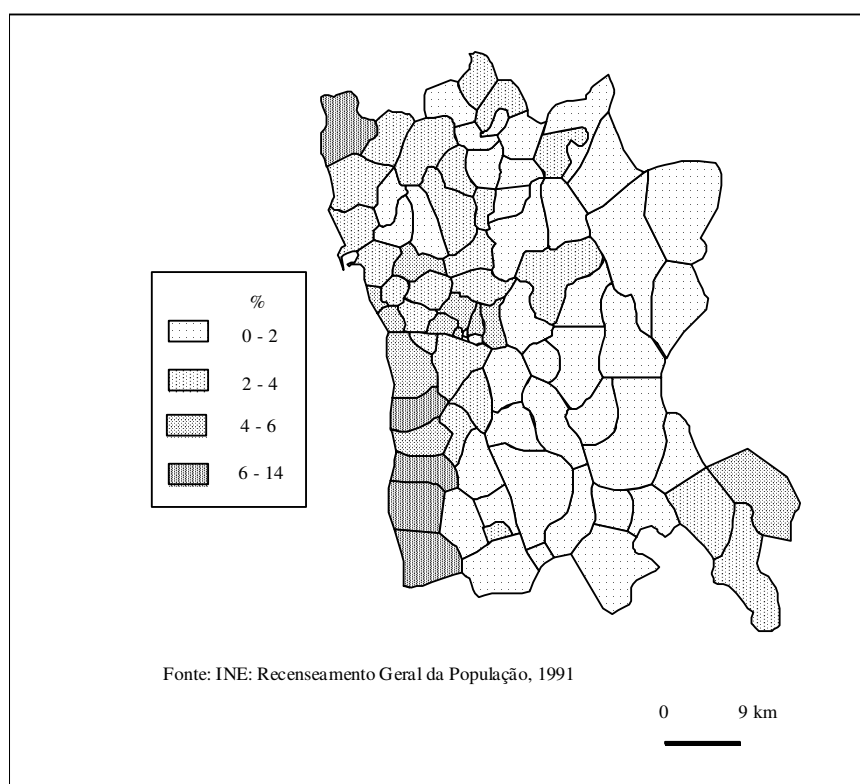 %
0 - 2
2 - 4
4 - 6
6 - 14
Fonte: INE: Recenseamento Geral da População, 1991
0 9 km